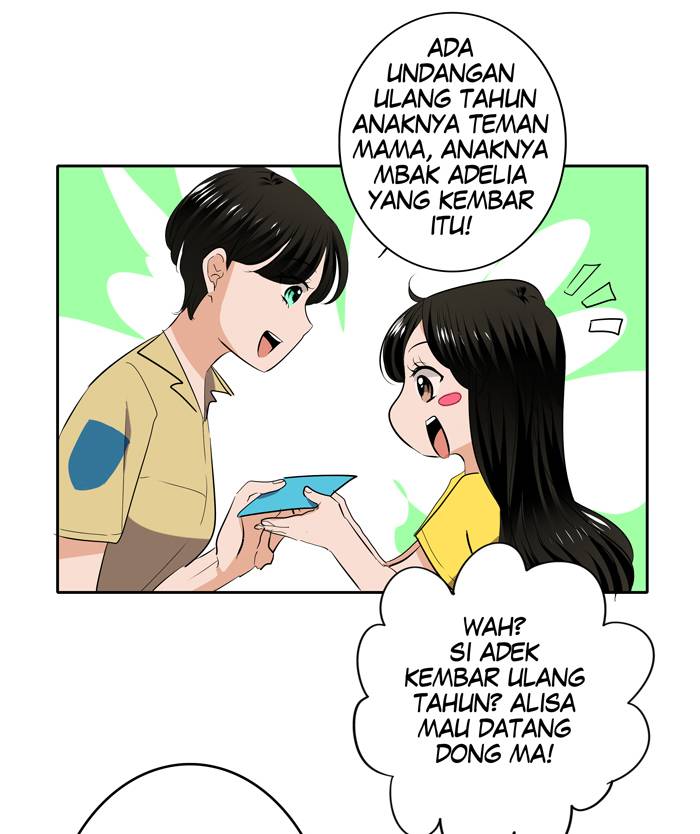 ADA
UNDANGAN
ULANG TAHUN
ANAKNYA TEMAN
MAMA, ANAKNYA
MBAK ADELIA
YANG KEMBAR
ITU!
WAH?
SI ADEK
KEMBAR ULANG
TAHUN? ALISA
MAU DATANG
DONG MA!